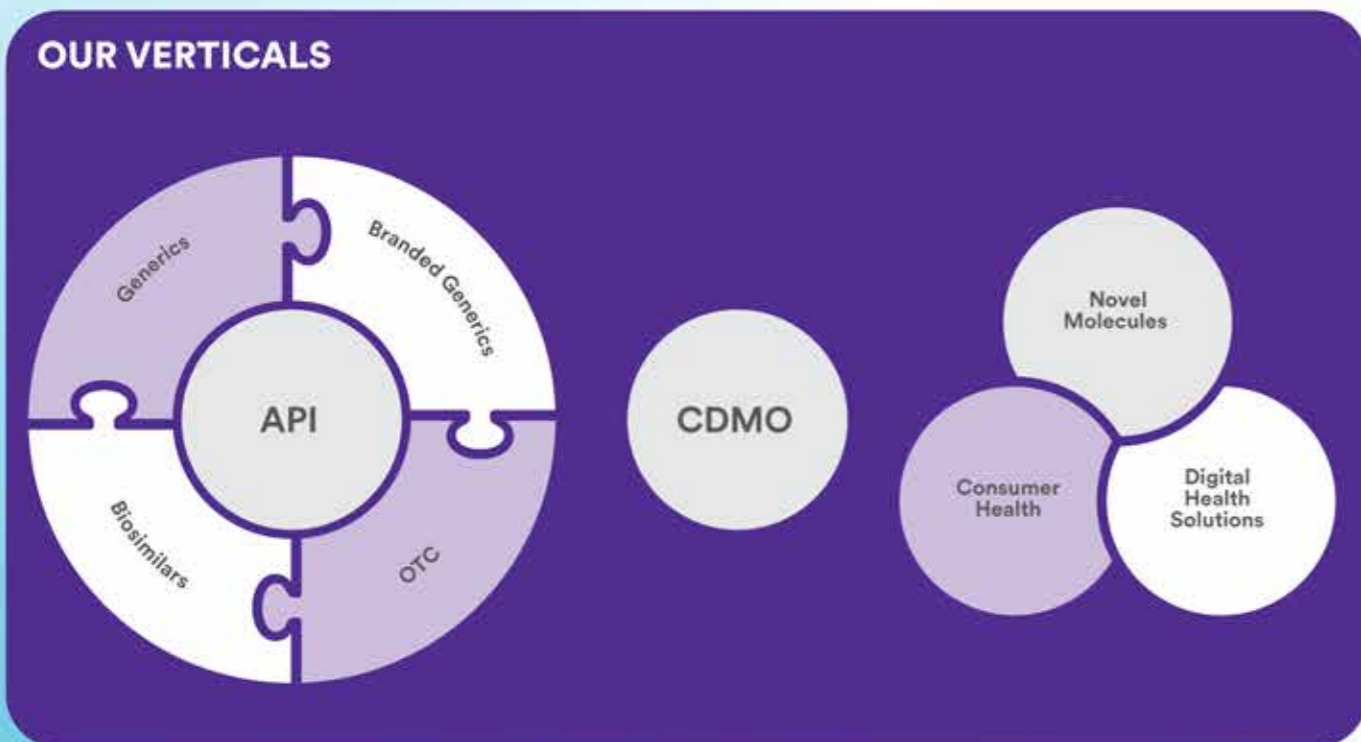 OUR VERTICALS
Generics
Branded Generics
API
Biosimilars
OTC
CDMO
Novel
Molecules
Consumer
Health
Digital
Health
Solutions